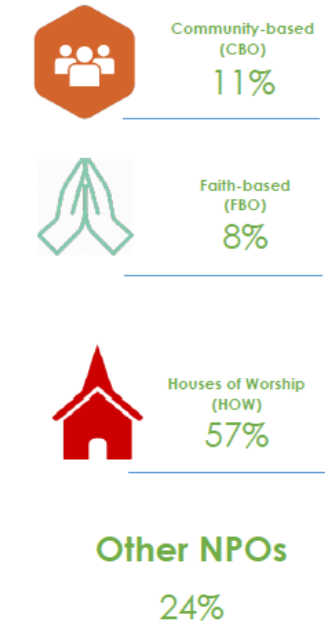 Community-based
(CBO)
11%
Faith-based
(FBO)
8%
Houses of Worship
(HOW)
57%
Other NPOs
24%